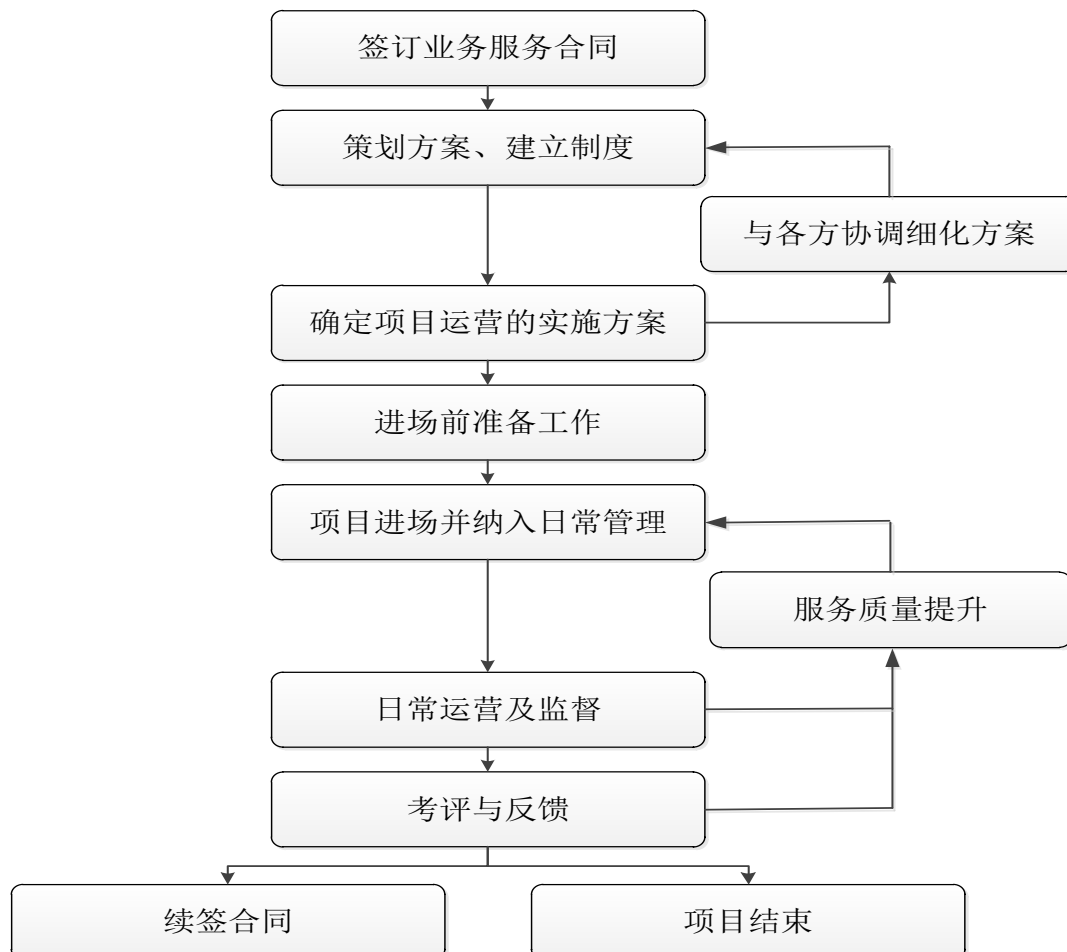 签订业务服务合同
策划方案、建立制度
与各方协调细化方案
确定项目运营的实施方案
进场前准备工作
项目进场并纳入日常管理
服务质量提升
日常运营及监督
考评与反馈
续签合同
项目结束